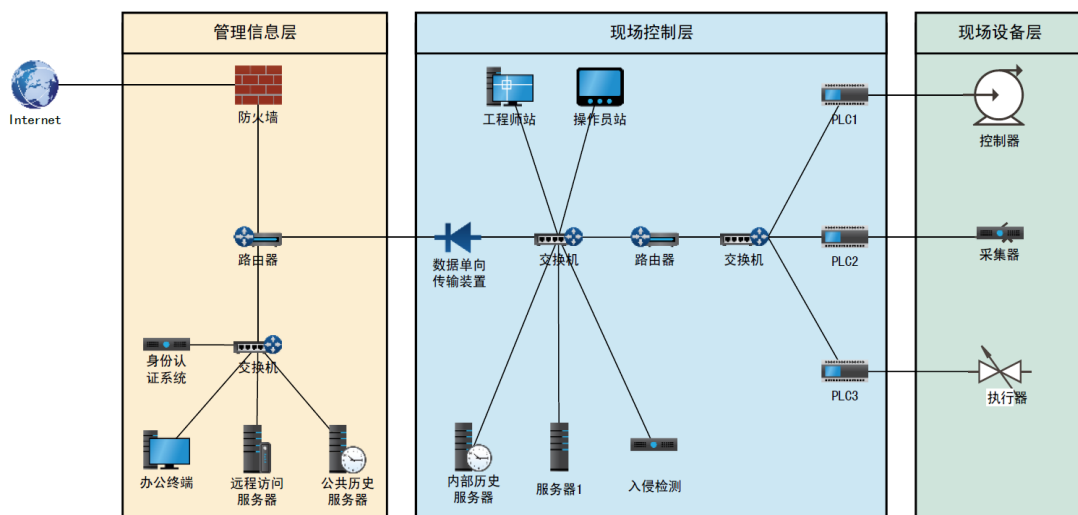 管理信息层
现场控制层
现场设备层
Internet
防火墙
工程师站
操作员站
PLC1
控制器
路由器
数据单向
传输装置
交换机
路由器
交换机
PLC2
采集器
身份认
证系统
交换机
PLC3
执行器
办公终端
远程访问
服务器
公共历史
服务器
内部历史
服务器
服务器1
入侵检测